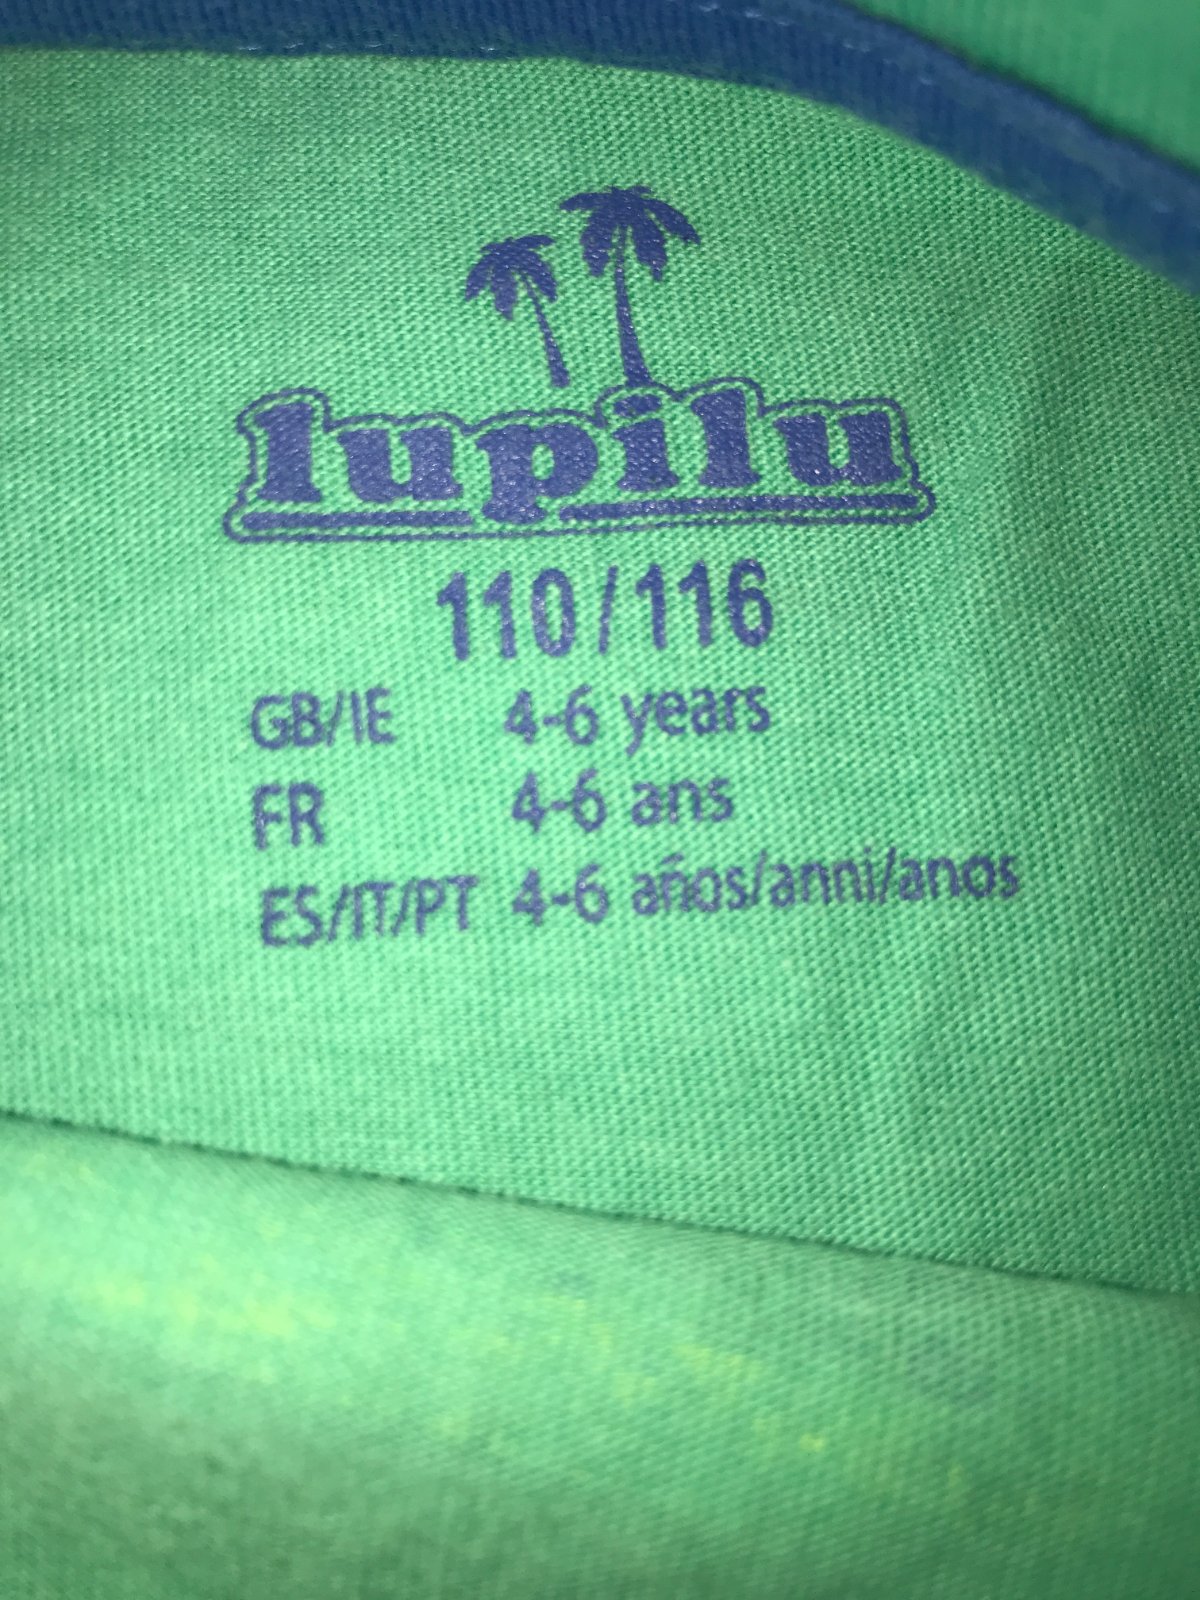 lupilu
110/116
GB/IE 4-6 years
FR 4-6 ans
ES/IT/PT 4-6 años/anni/anos